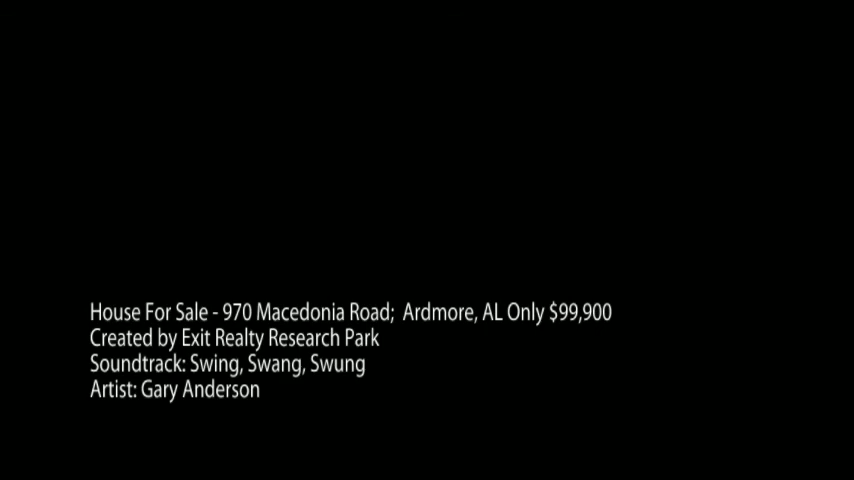 House For Sale - 970 Macedonia Road;  Ardmore, AL Only $99,900
Created by Exit Realty Research Park
Soundtrack: Swing, Swang, Swung
Artist: Gary Anderson